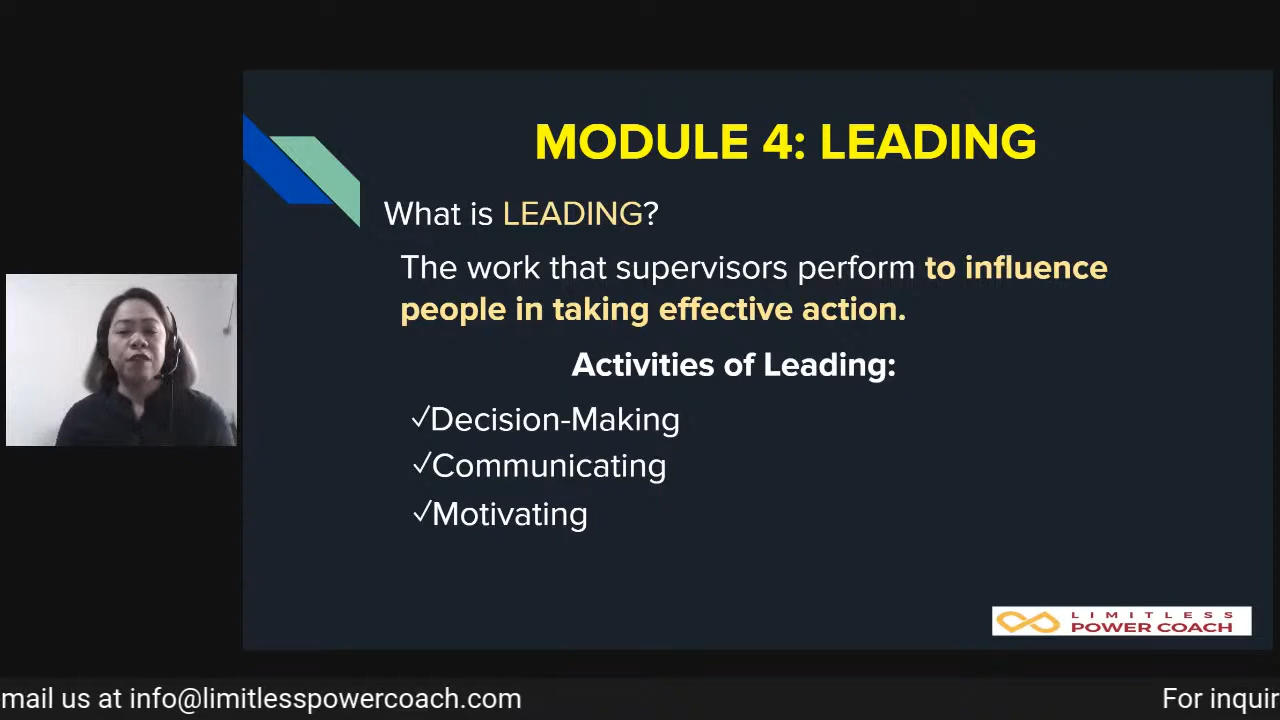 MODULE 4: LEADING
What is LEADING?
The work that supervisors perform to influence
people in taking effective action.
Activities of Leading:
✓Decision-Making
✓Communicating
✓Motivating
LIMITLESS
POWER COACH
mail us at info@limitlesspowercoach.com
For inquir